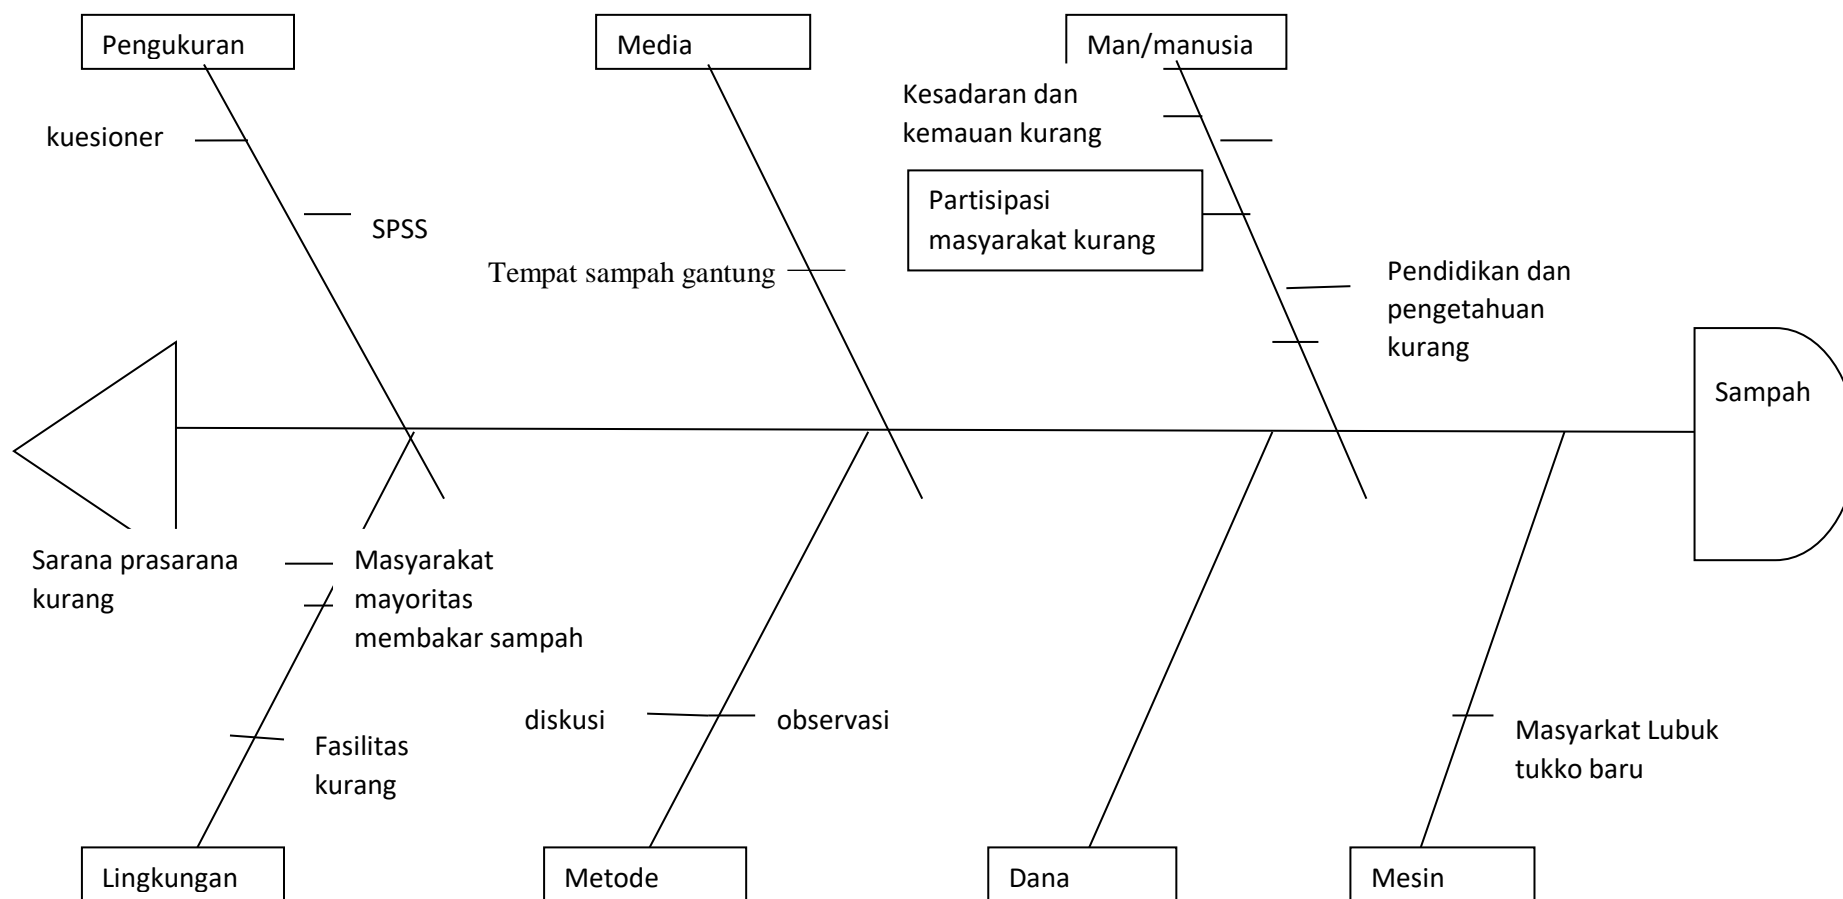 Pengukuran
Media
Man/manusia
Kesadaran dan
kemauan kurang
kuesioner
Partisipasi
masyarakat kurang
SPSS
Tempat sampah gantung
Pendidikan dan
pengetahuan
kurang
Sampah
Sarana prasarana
kurang
Masyarakat
mayoritas
membakar sampah
diskusi
observasi
Fasilitas
kurang
Masyarkat Lubuk
tukko baru
Lingkungan
Metode
Dana
Mesin